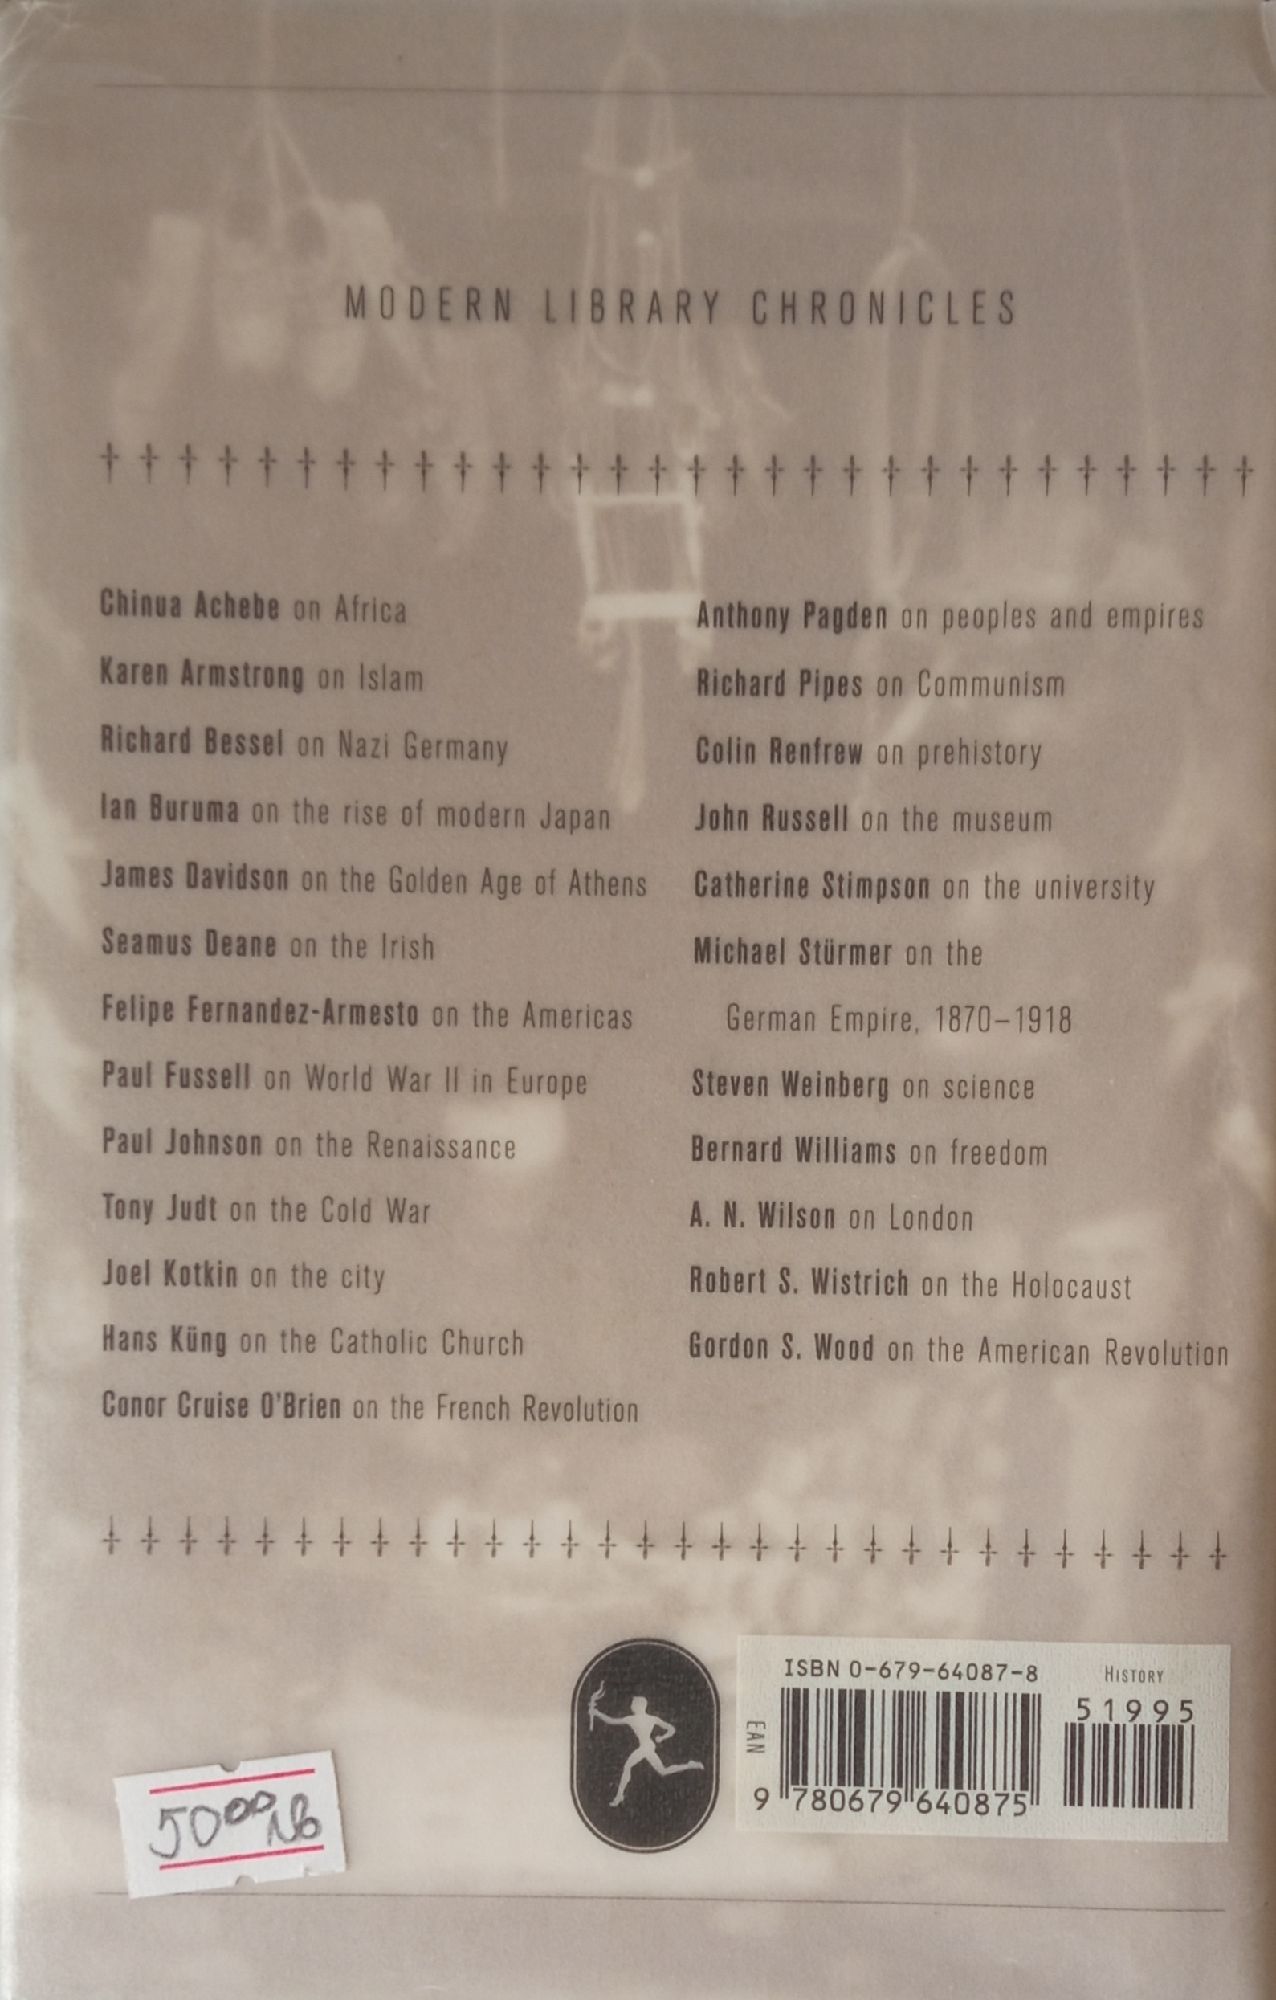 MODERN LIBRARY CHRONICLES
Chinua Achebe on Africa
Karen Armstrong on Islam
Richard Bessel on Nazi Germany
Ian Buruma on the rise of modern Japan
James Davidson on the Golden Age of Athens
Seamus Deane on the Irish
Felipe Fernandez-Armesto on the Americas
Paul Fussell on World War II in Europe
Paul Johnson on the Renaissance
Tony Judt on the Cold War
Joel Kotkin on the city
Hans Küng on the Catholic Church
Conor Cruise O'Brien on the French Revolution
Anthony Pagden on peoples and empires
Richard Pipes on Communism
Colin Renfrew on prehistory
John Russell on the museum
Catherine Stimpson on the university
Michael Stürmer on the
German Empire, 1870–1918
Steven Weinberg on science
Bernard Williams on freedom
A. N. Wilson on London
Robert S. Wistrich on the Holocaust
Gordon S. Wood on the American Revolution
ISBN 0-679-64087-8
HISTORY
51995
EAN
9 780679 640875
5000